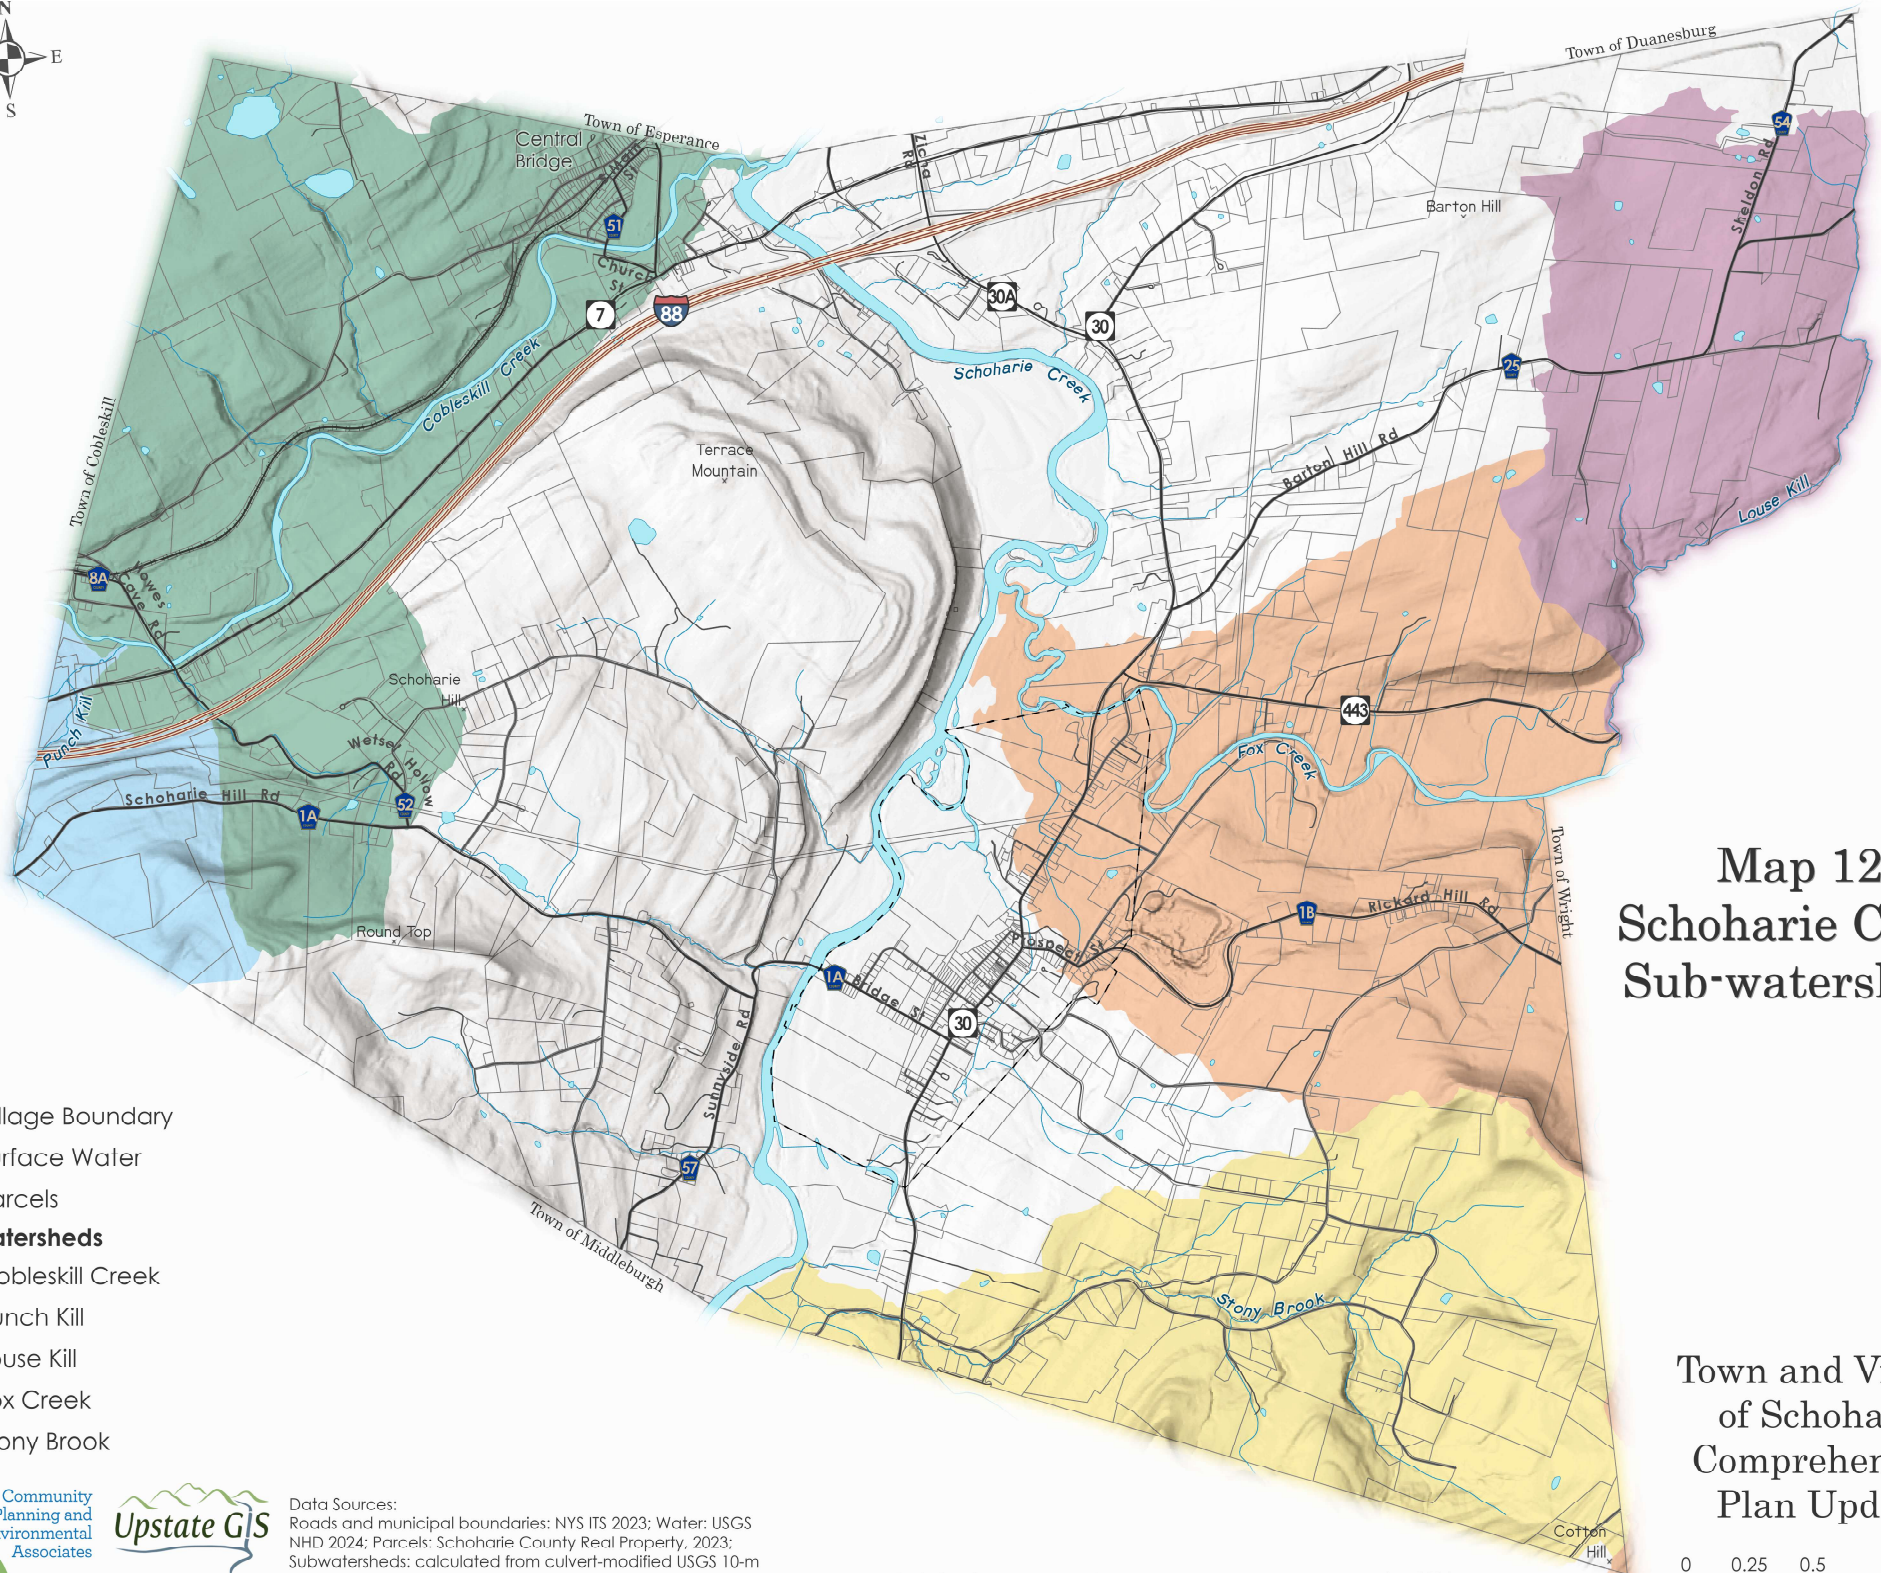 N
E
S
Town of Duanesburg
Town of Esperance
Central
Bridge
Main
St
Zicha
Rd
54
Sheldon Rd
Barton Hill
51
Church
St
7
88
30A
30
25
Schoharie Creek
Cobleskill Creek
Town of Cobleskill
Terrace
Mountain
Barton Hill Rd
Louse Kill
8A
Howes
Cave Rd
Schoharie
Hill
Punch Kill
443
Wetsel Hollow
Rd
Fox Creek
Schoharie Hill Rd
1A
52
Town of Wright
Map 12
Schoharie C
Sub-watersh
Round Top
1B
Rickard Hill Rd
Prospect St
1A
Bridge St
30
Sunnyside Rd
57
llage Boundary
rface Water
arcels
atersheds
obleskill Creek
unch Kill
ouse Kill
ox Creek
ony Brook
Town of Middleburgh
Stony Brook
Town and Vi
of Schoha
Comprehen
Plan Upd
Cotton
Hill
0 0.25 0.5
Community
Planning and
nvironmental
Associates
Upstate GIS
Data Sources:
Roads and municipal boundaries: NYS ITS 2023; Water: USGS
NHD 2024; Parcels: Schoharie County Real Property, 2023;
Subwatersheds: calculated from culvert-modified USGS 10-m